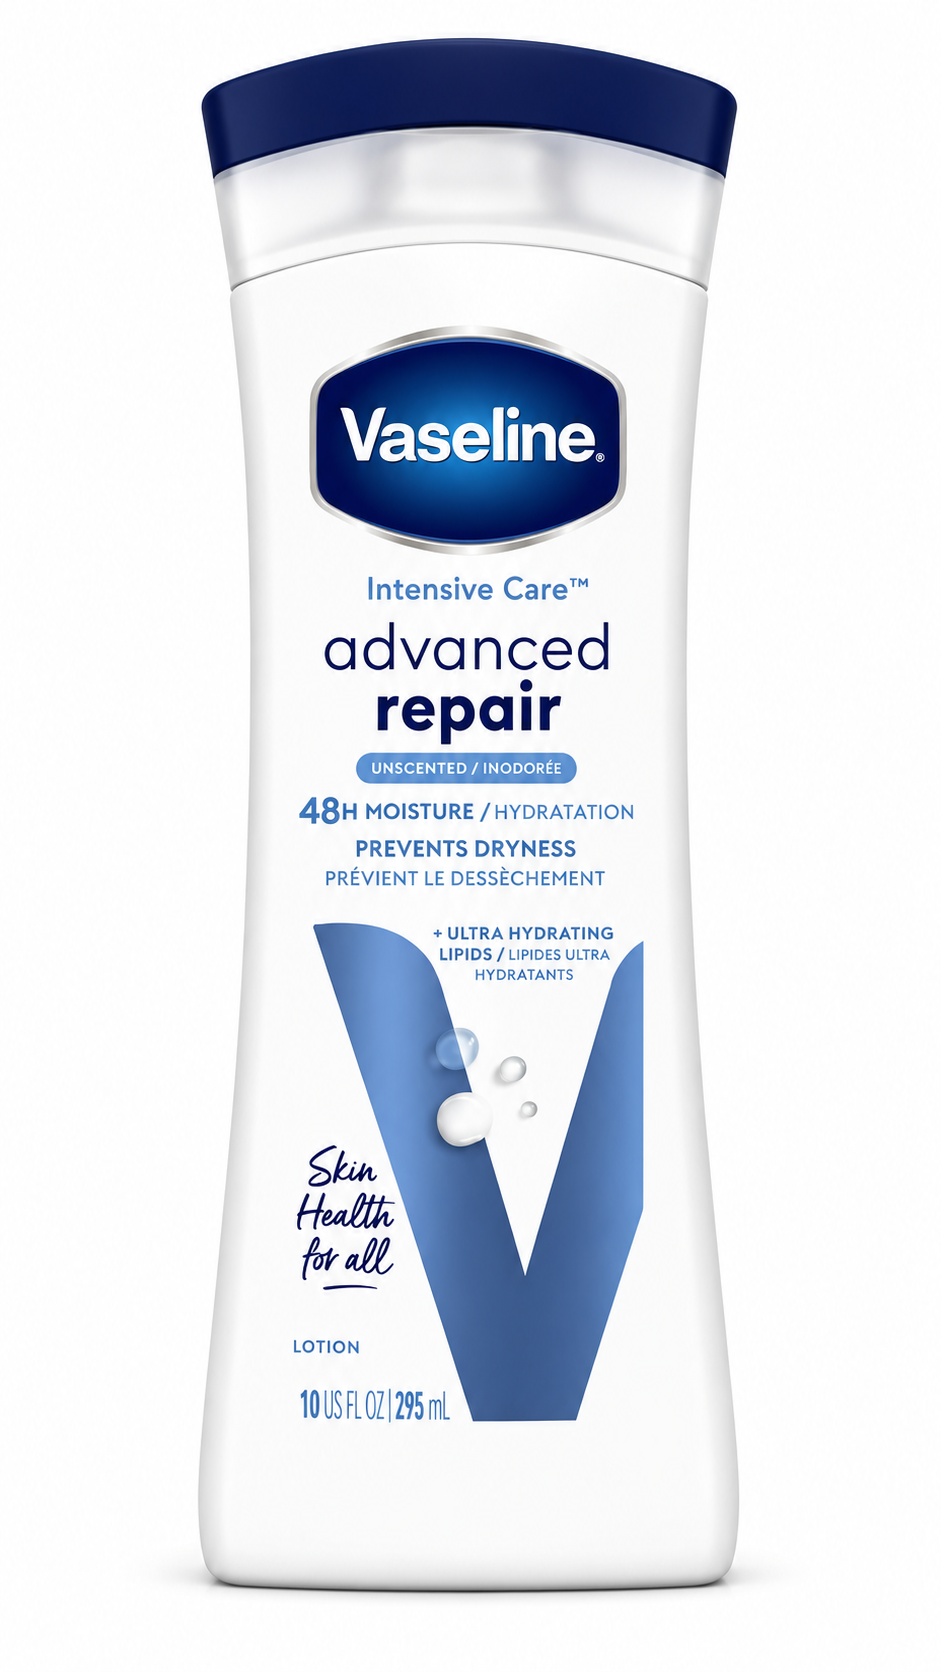 Vaseline®
Intensive Care™
advanced
repair
UNSCENTED / INODORÉE
48H MOISTURE / HYDRATATION
PREVENTS DRYNESS
PRÉVIENT LE DESSÈCHEMENT
+ ULTRA HYDRATING
LIPIDS / LIPIDES ULTRA
HYDRATANTS
Skin
Health
for all
LOTION
10 US FL OZ | 295 mL